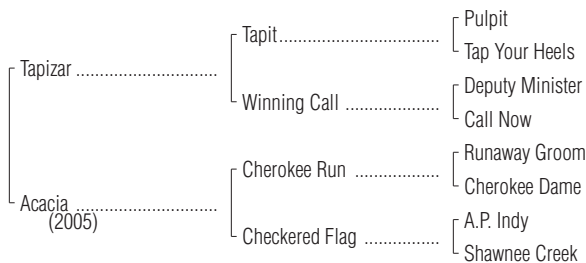 Pulpit
Tapit..................................
Tap Your Heels
Tapizar ..............................
Deputy Minister
Winning Call ....................
Call Now
Runaway Groom
Cherokee Run ..................
Cherokee Dame
Acacia ..............................
(2005)
A.P. Indy
Checkered Flag ................
Shawnee Creek